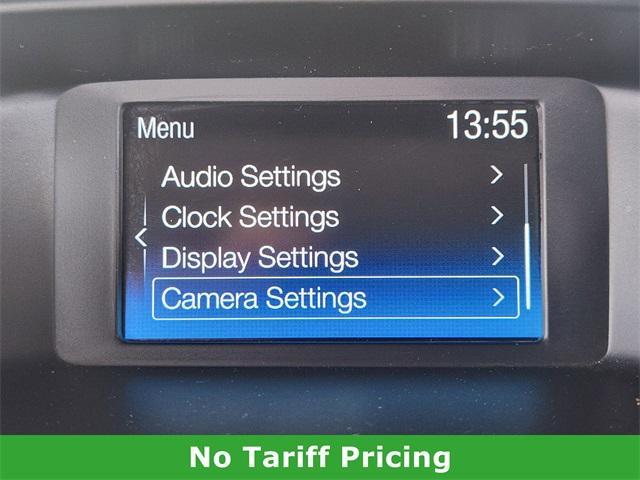 Menu 13:55
Audio Settings
Clock Settings
Display Settings
Camera Settings
No Tariff Pricing